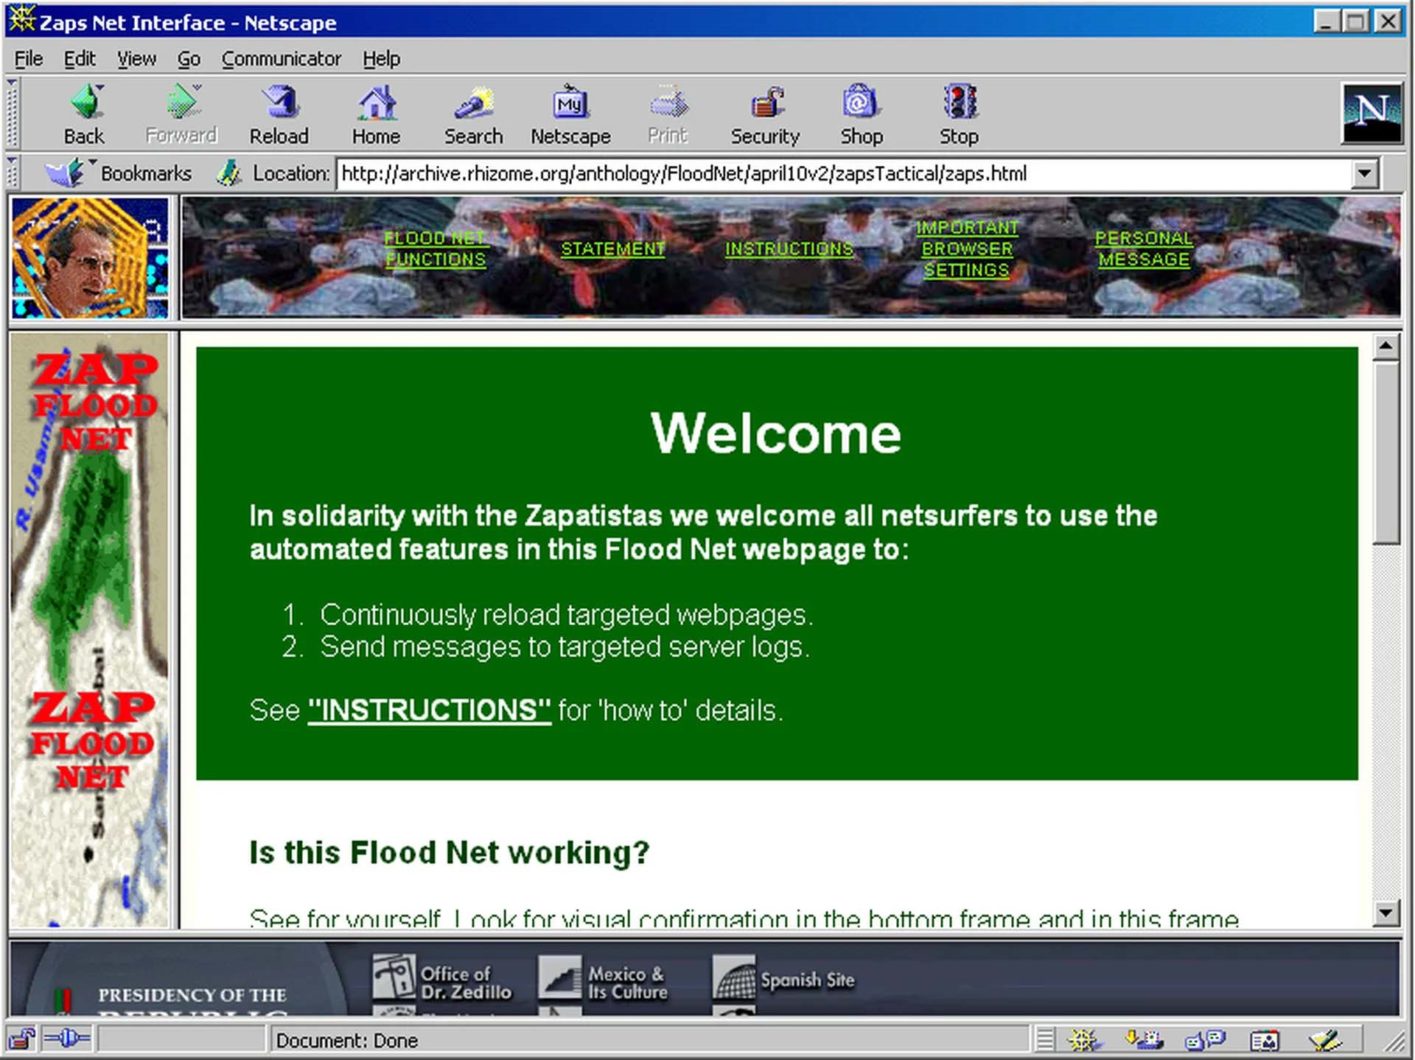 Zaps Net Interface - Netscape
File Edit View Go Communicator Help
My
N
Back Forward Reload Home Search Netscape Print Security Shop Stop
Bookmarks Location: http://archive.rhizome.org/anthology/FloodNet/april10v2/zapsTactical/zaps.html
FLOOD NET
FUNCTIONS
STATEMENT
INSTRUCTIONS
IMPORTANT
BROWSER
SETTINGS
PERSONAL
MESSAGE
ZAP
FLOOD
NET
ZAP
FLOOD
NET
Welcome
In solidarity with the Zapatistas we welcome all netsurfers to use the
automated features in this Flood Net webpage to:
1. Continuously reload targeted webpages.
2. Send messages to targeted server logs.
See "INSTRUCTIONS" for 'how to' details.
Is this Flood Net working?
See for yourself. Look for visual confirmation in the bottom frame and in this frame
PRESIDENCY OF THE
REPUBLIC
Office of
Dr. Zedillo
Mexico &
Its Culture
Spanish Site
Document: Done